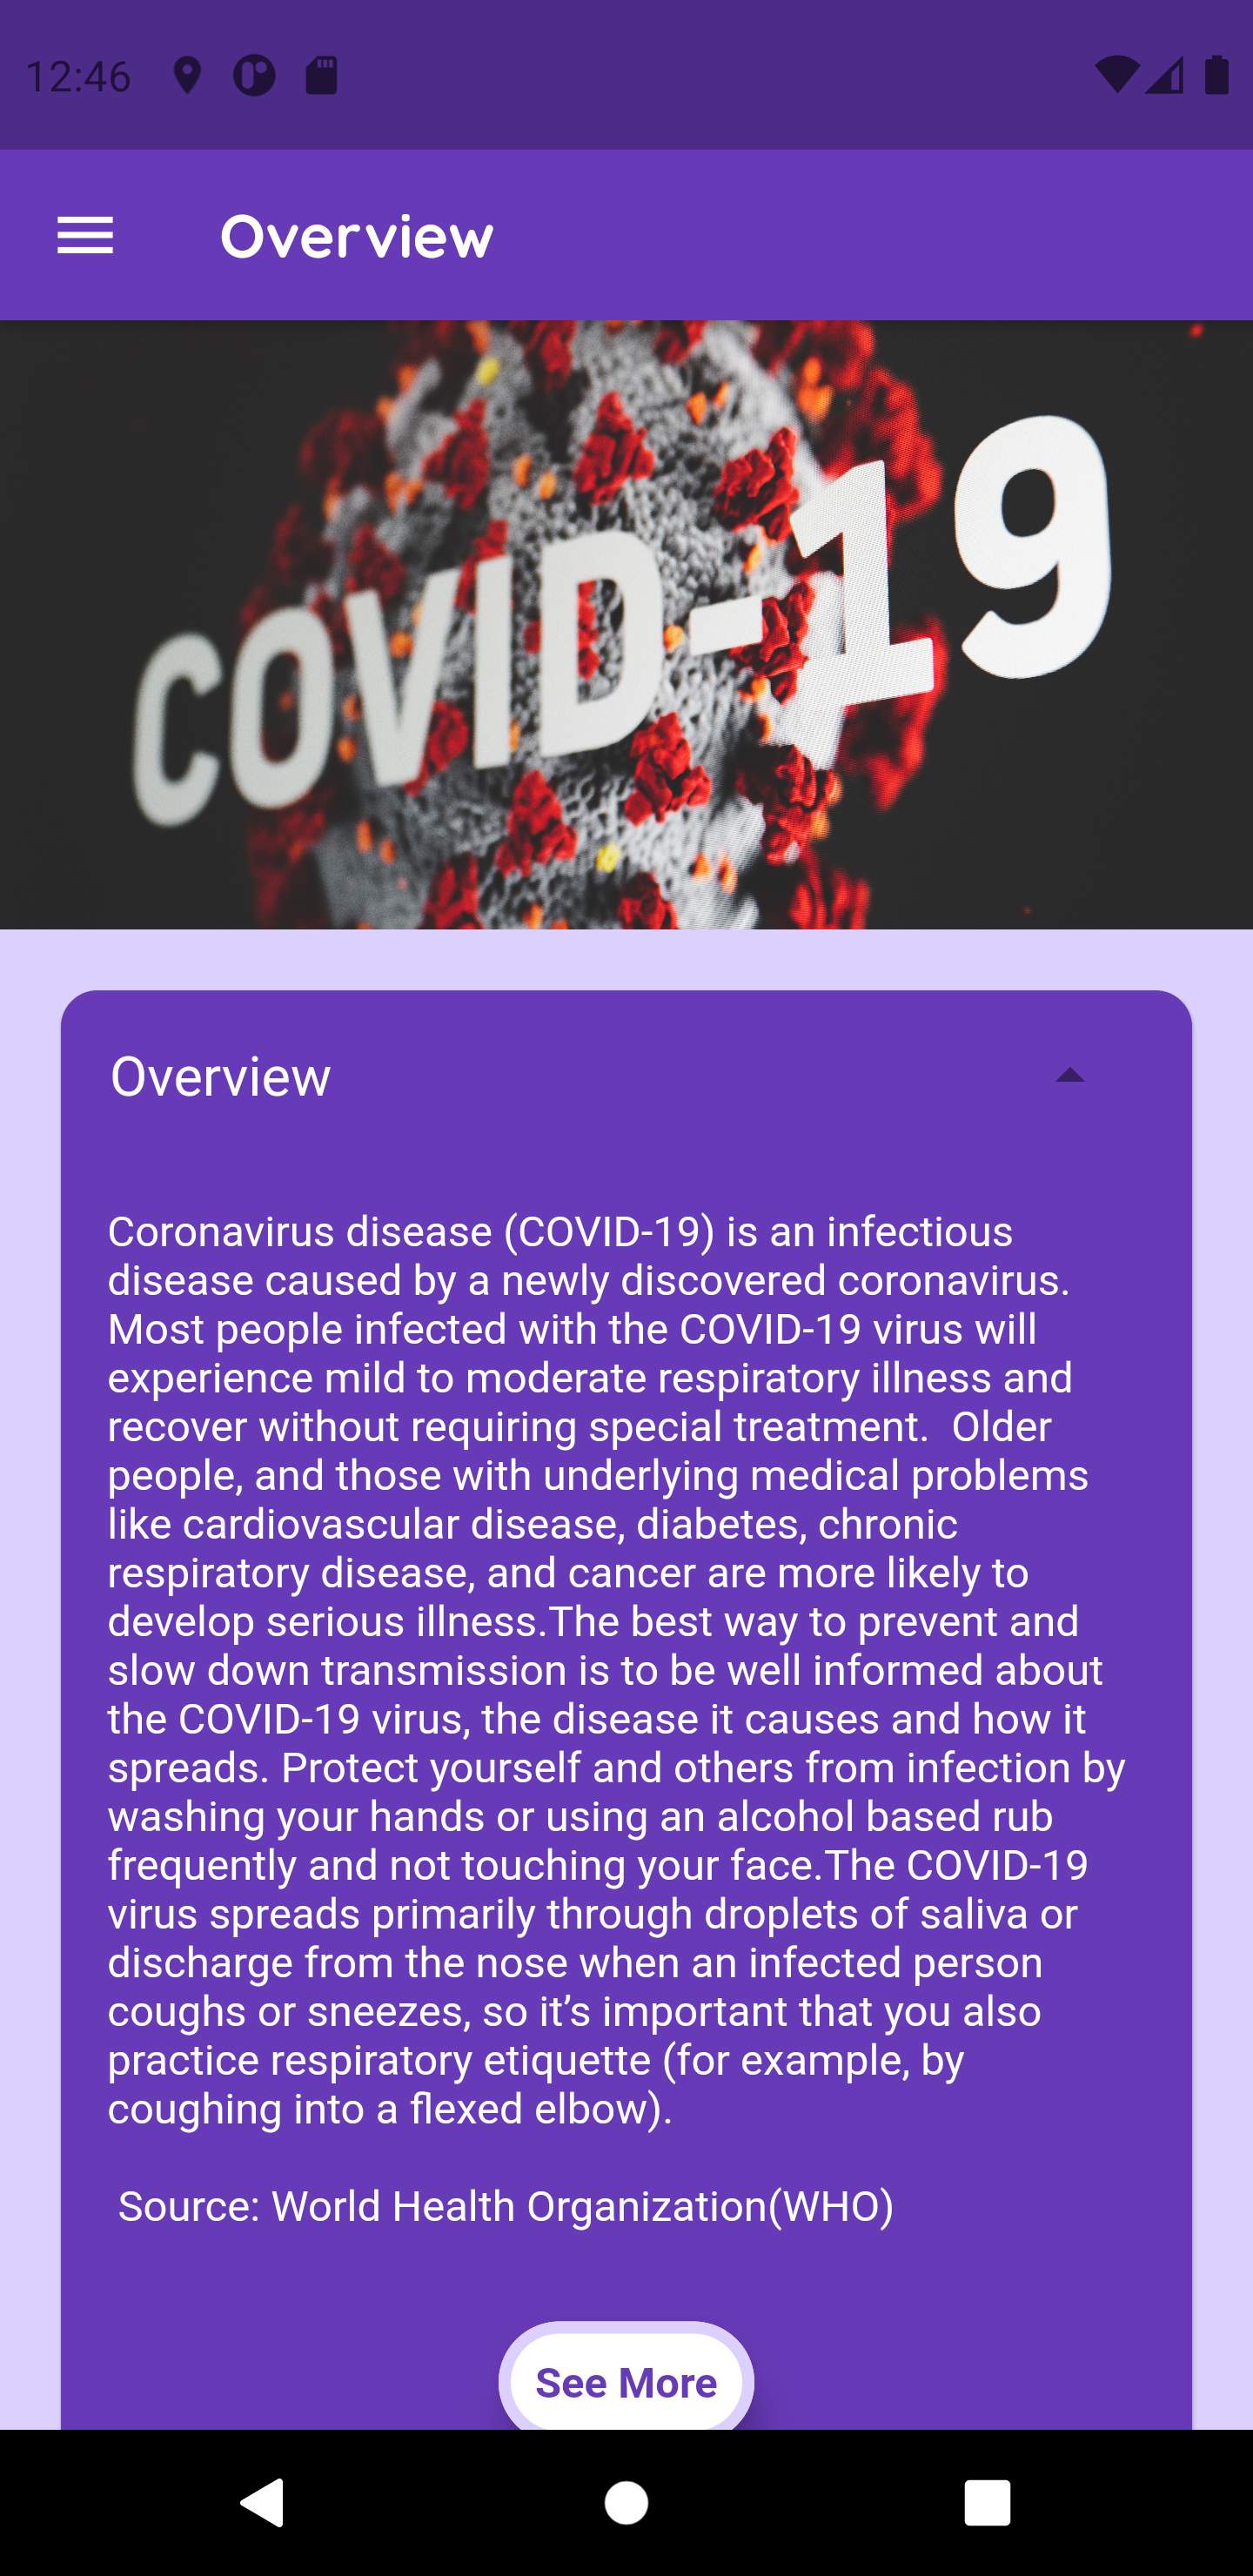 12:46
Overview
COVID-19
Overview
Coronavirus disease (COVID-19) is an infectious
disease caused by a newly discovered coronavirus.
Most people infected with the COVID-19 virus will
experience mild to moderate respiratory illness and
recover without requiring special treatment.  Older
people, and those with underlying medical problems
like cardiovascular disease, diabetes, chronic
respiratory disease, and cancer are more likely to
develop serious illness.The best way to prevent and
slow down transmission is to be well informed about
the COVID-19 virus, the disease it causes and how it
spreads. Protect yourself and others from infection by
washing your hands or using an alcohol based rub
frequently and not touching your face.The COVID-19
virus spreads primarily through droplets of saliva or
discharge from the nose when an infected person
coughs or sneezes, so it’s important that you also
practice respiratory etiquette (for example, by
coughing into a flexed elbow).
Source: World Health Organization(WHO)
See More